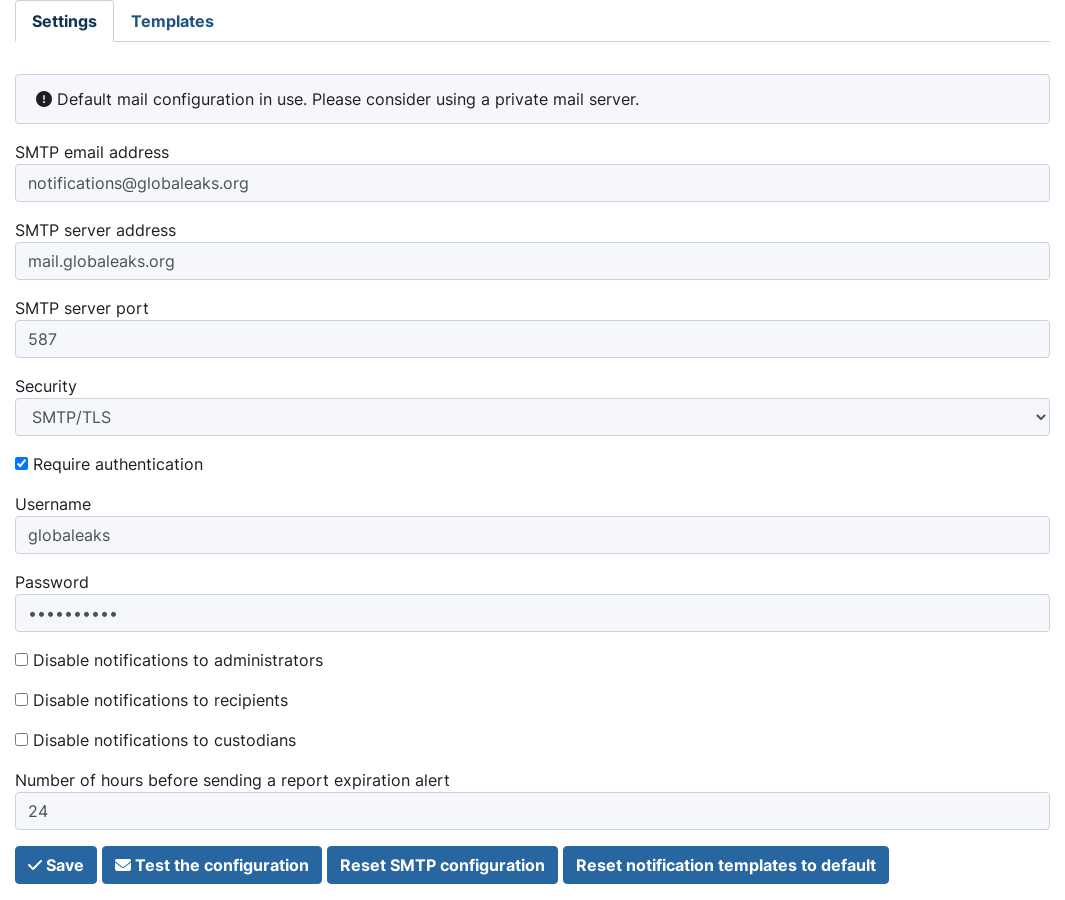 Settings Templates
Default mail configuration in use. Please consider using a private mail server.
SMTP email address
notifications@globaleaks.org
SMTP server address
mail.globaleaks.org
SMTP server port
587
Security
SMTP/TLS
Require authentication
Username
globaleaks
Password
••••••••••
Disable notifications to administrators
Disable notifications to recipients
Disable notifications to custodians
Number of hours before sending a report expiration alert
24
Save Test the configuration Reset SMTP configuration Reset notification templates to default